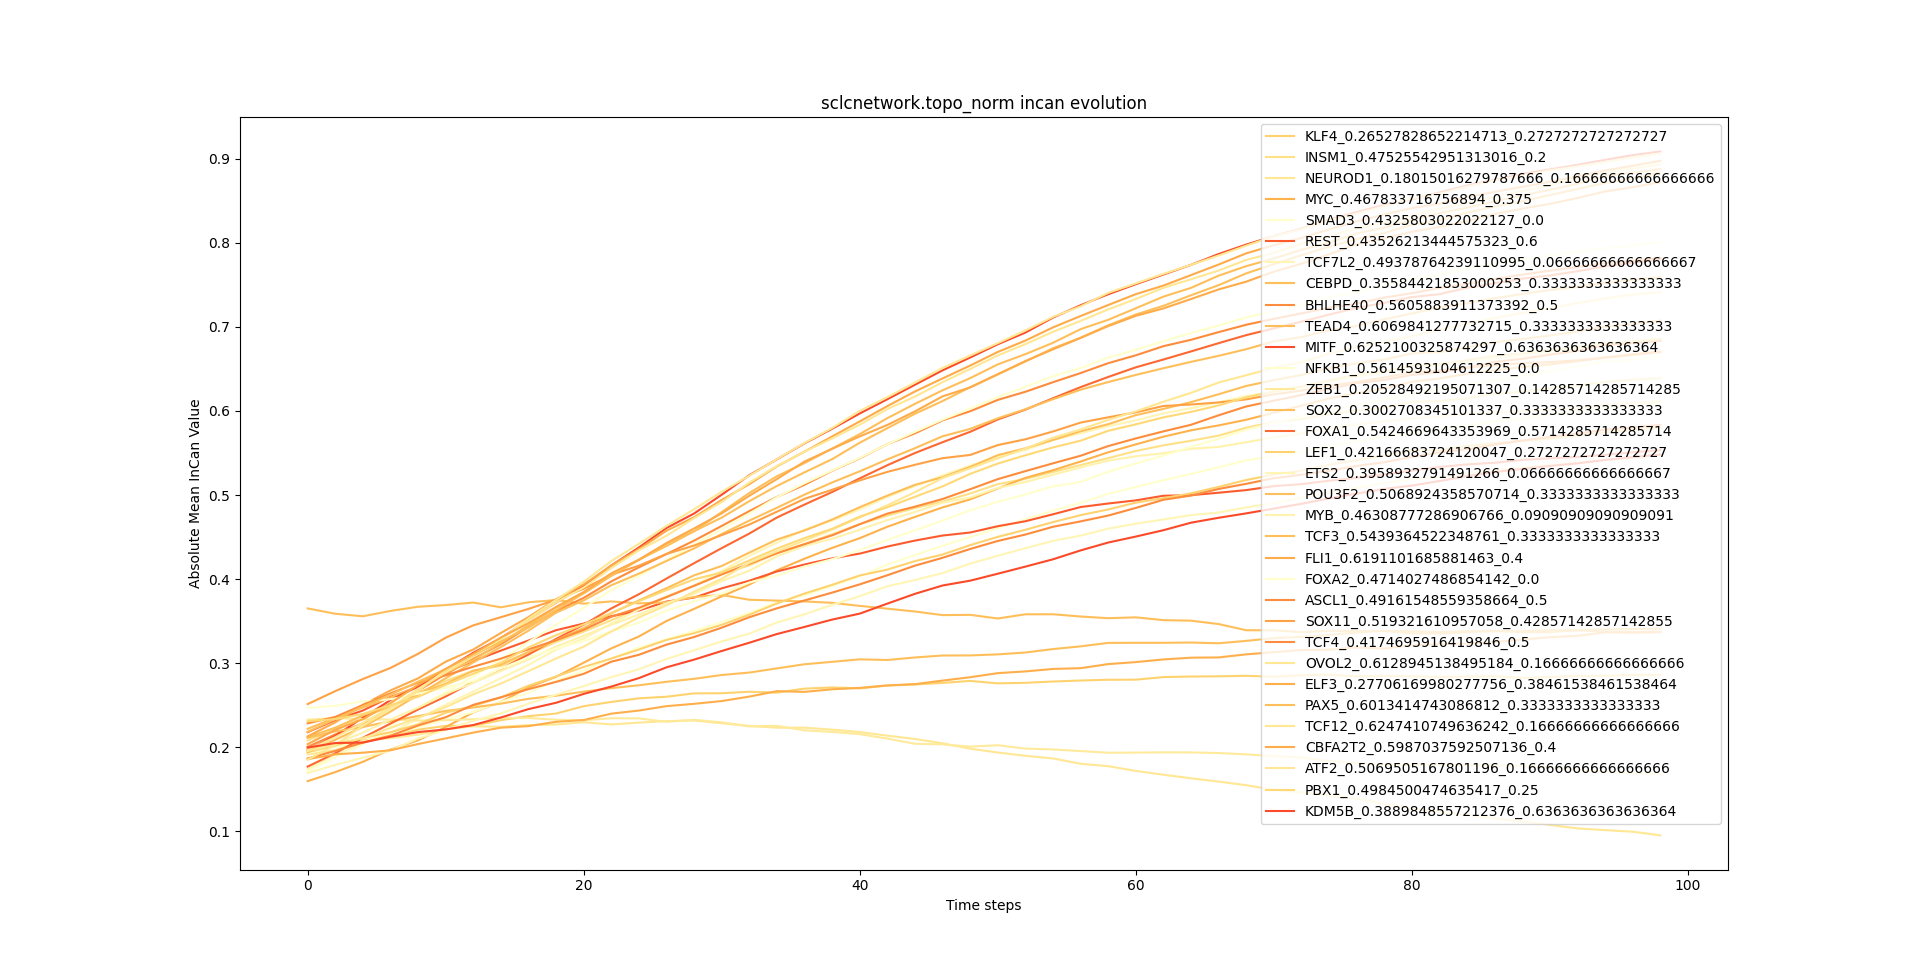 sclcnetwork.topo_norm incan evolution
Absolute Mean InCan Value
0.9
0.8
0.7
0.6
0.5
0.4
0.3
0.2
0.1
KLF4_0.26527828652214713_0.2727272727272727
INSM1_0.47525542951313016_0.2
NEUROD1_0.18015016279787666_0.16666666666666666
MYC_0.467833716756894_0.375
SMAD3_0.4325803022022127_0.0
REST_0.43526213444575323_0.6
TCF7L2_0.49378764239110995_0.06666666666666667
CEBPD_0.35584421853000253_0.3333333333333333
BHLHE40_0.5605883911373392_0.5
TEAD4_0.6069841277732715_0.3333333333333333
MITF_0.6252100325874297_0.6363636363636364
NFKB1_0.5614593104612225_0.0
ZEB1_0.20528492195071307_0.14285714285714285
SOX2_0.3002708345101337_0.3333333333333333
FOXA1_0.5424669643353969_0.5714285714285714
LEF1_0.42166683724120047_0.2727272727272727
ETS2_0.3958932791491266_0.06666666666666667
POU3F2_0.5068924358570714_0.3333333333333333
MYB_0.46308777286906766_0.09090909090909091
TCF3_0.5439364522348761_0.3333333333333333
FLI1_0.6191101685881463_0.4
FOXA2_0.4714027486854142_0.0
ASCL1_0.49161548559358664_0.5
SOX11_0.519321610957058_0.42857142857142855
TCF4_0.4174695916419846_0.5
OVOL2_0.6128945138495184_0.16666666666666666
ELF3_0.27706169980277756_0.38461538461538464
PAX5_0.6013414743086812_0.3333333333333333
TCF12_0.6247410749636242_0.16666666666666666
CBFA2T2_0.5987037592507136_0.4
ATF2_0.5069505167801196_0.16666666666666666
PBX1_0.4984500474635417_0.25
KDM5B_0.3889848557212376_0.6363636363636364
0 20 40 60 80 100
Time steps